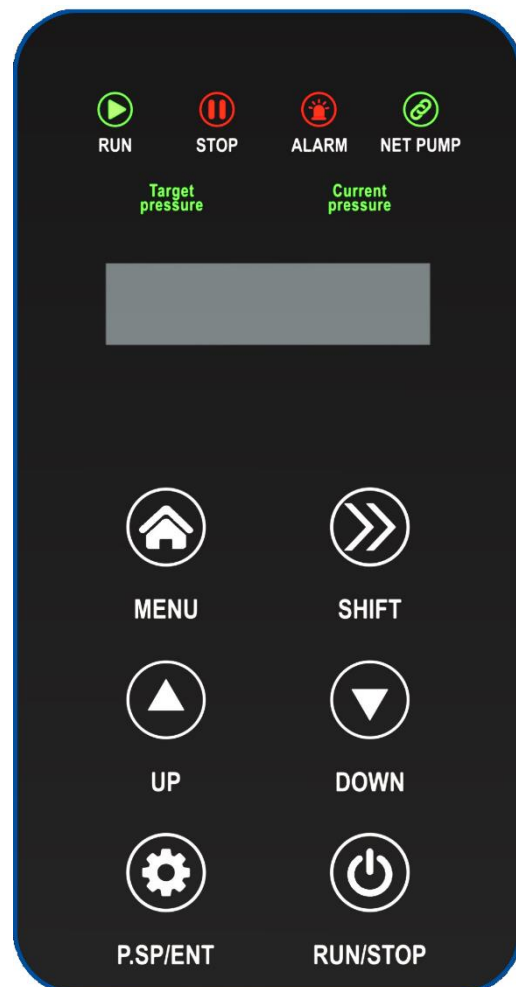 RUN STOP ALARM NET PUMP
Target Current
pressure pressure
MENU SHIFT
UP DOWN
P.SP/ENT RUN/STOP